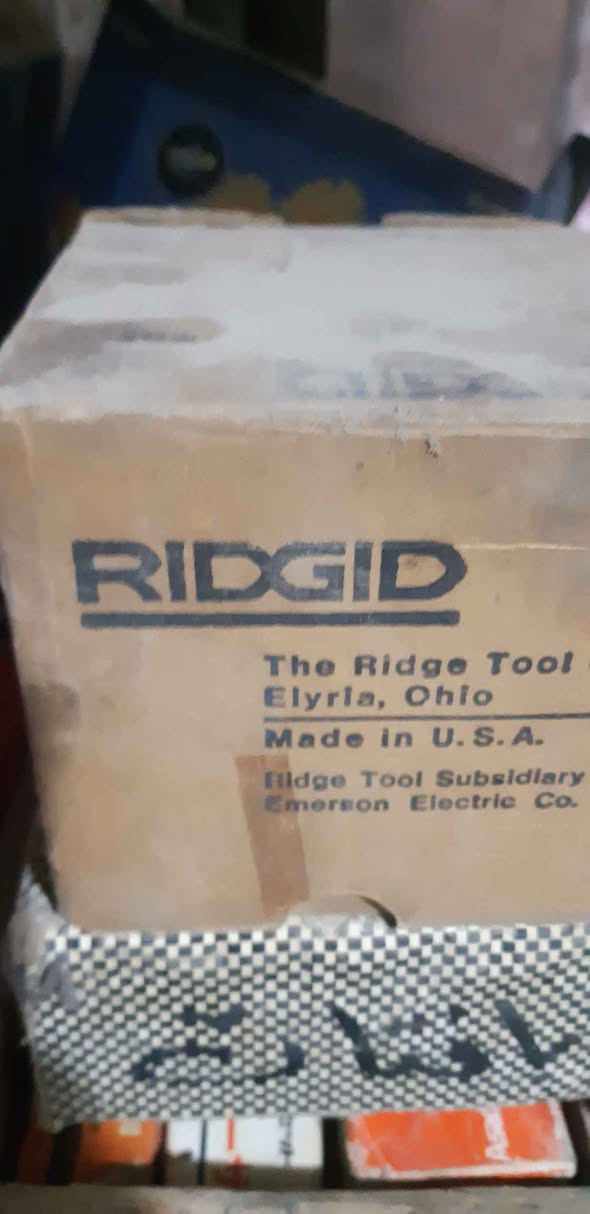 RIDGID
The Ridge Tool
Elyria, Ohio
Made in U.S.A.
Ridge Tool Subsidiary
Emerson Electric Co.